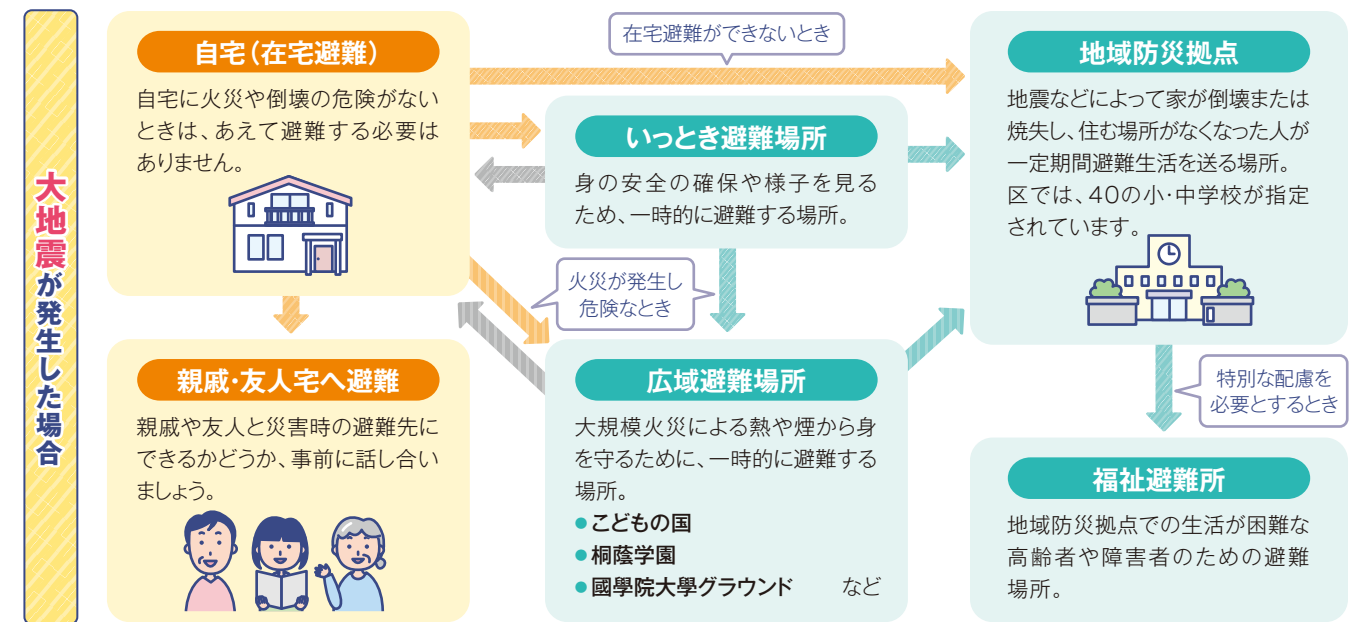 大地震が発生した場合
自宅（在宅避難）
自宅に火災や倒壊の危険がない
ときは、あえて避難する必要は
ありません。
在宅避難ができないとき
いっとき避難場所
身の安全の確保や様子を見る
ため、一時的に避難する場所。
地域防災拠点
地震などによって家が倒壊または
焼失し、住む場所がなくなった人が
一定期間避難生活を送る場所。
区では、40の小・中学校が指定
されています。
火災が発生し
危険なとき
親戚・友人宅へ避難
親戚や友人と災害時の避難先に
できるかどうか、事前に話し合い
ましょう。
広域避難場所
大規模火災による熱や煙から身
を守るために、一時的に避難する
場所。
●こどもの国
●桐蔭学園
●國學院大學グラウンド　など
特別な配慮を
必要とするとき
福祉避難所
地域防災拠点での生活が困難な
高齢者や障害者のための避難
場所。